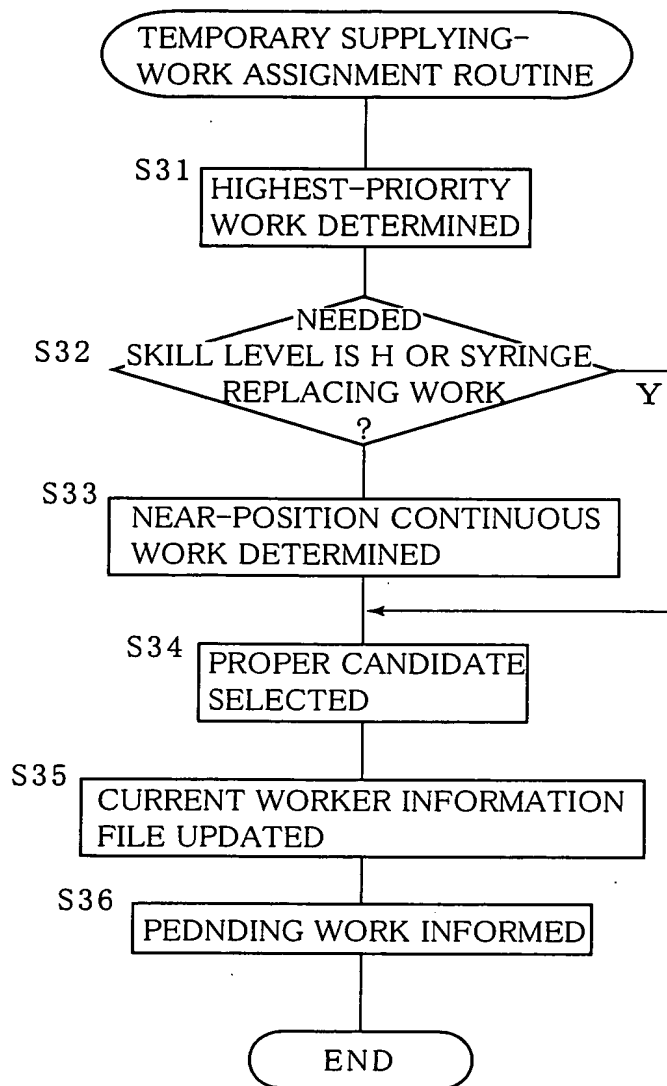 TEMPORARY SUPPLYING-
WORK ASSIGNMENT ROUTINE
S31
HIGHEST-PRIORITY
WORK DETERMINED
S32
NEEDED
SKILL LEVEL IS H OR SYRINGE
REPLACING WORK
?
Y
S33
NEAR-POSITION CONTINUOUS
WORK DETERMINED
S34
PROPER CANDIDATE
SELECTED
S35
CURRENT WORKER INFORMATION
FILE UPDATED
S36
PEDNDING WORK INFORMED
END